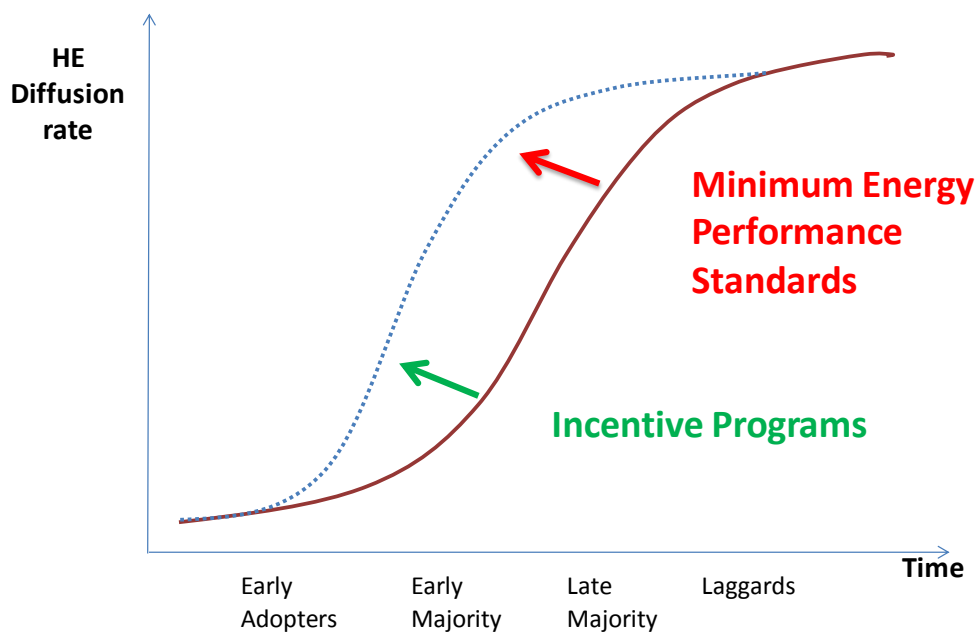 HE
Diffusion
rate
Minimum Energy
Performance
Standards
Incentive Programs
Time
Early
Adopters
Early
Majority
Late
Majority
Laggards